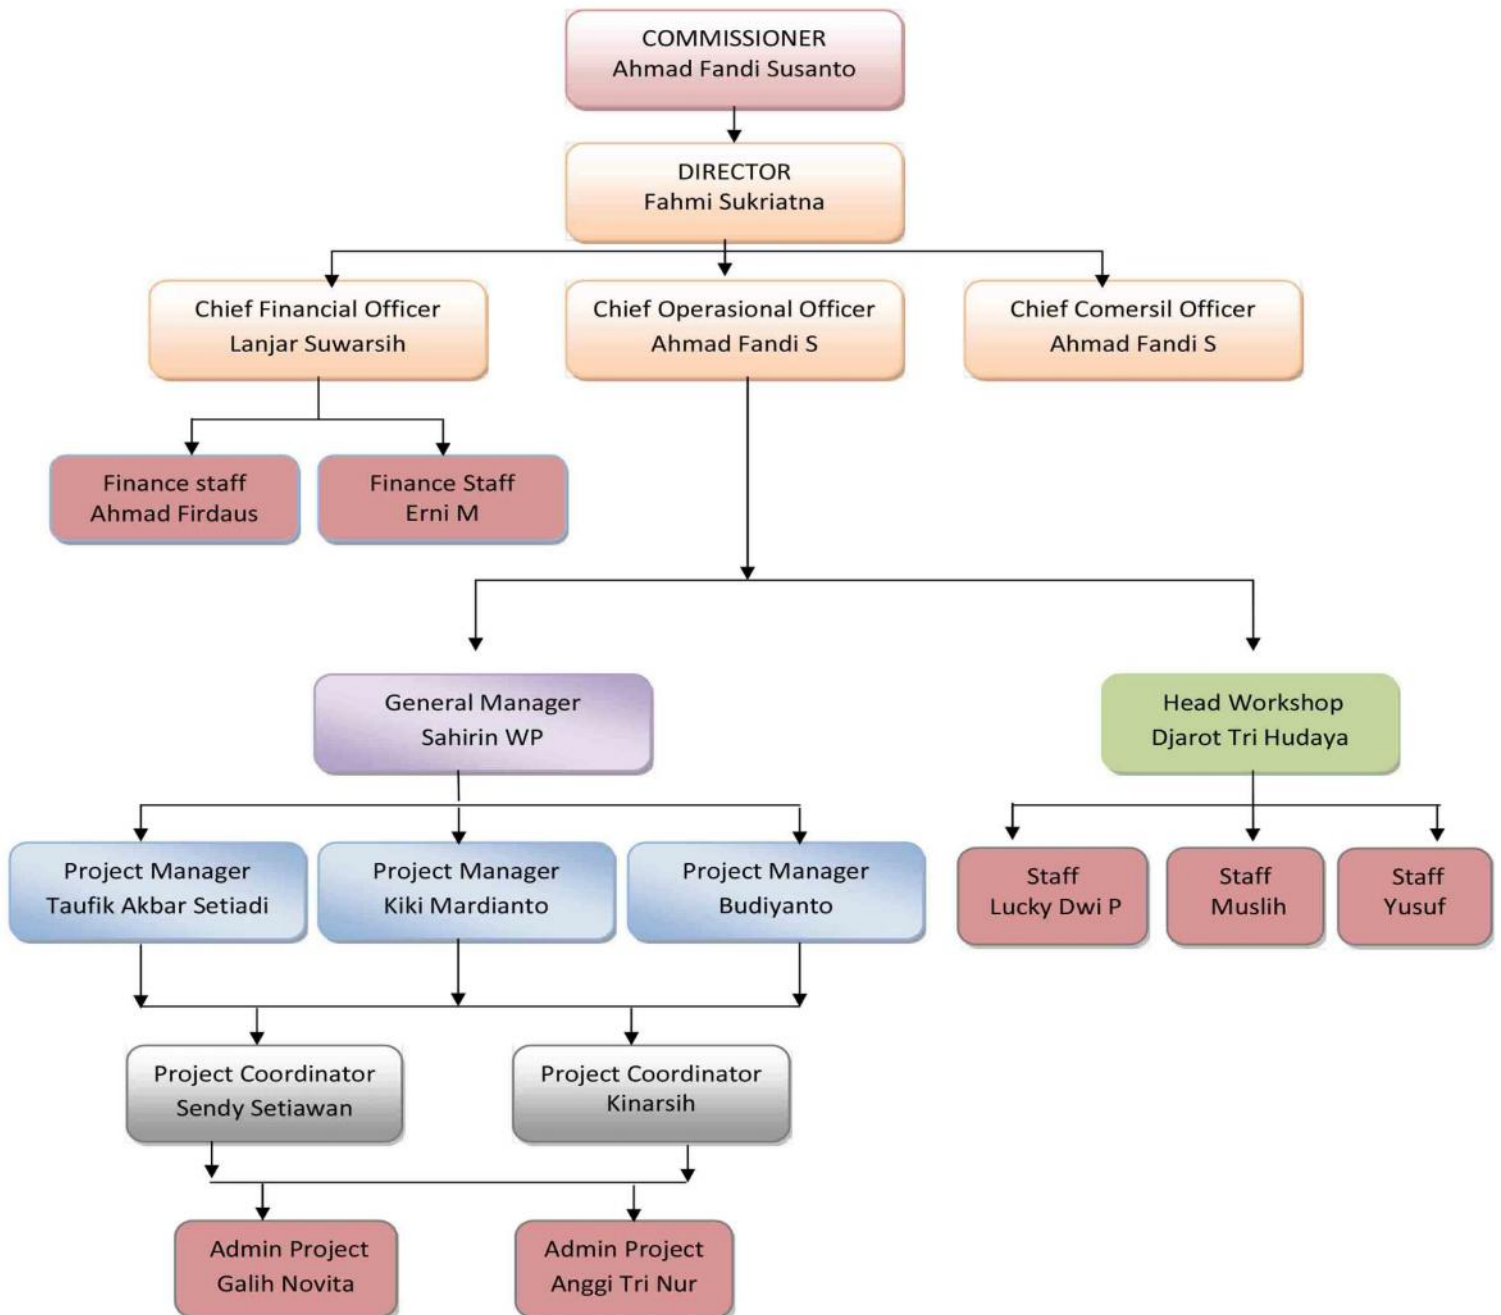 COMMISSIONER
Ahmad Fandi Susanto
DIRECTOR
Fahmi Sukriatna
Chief Financial Officer
Lanjar Suwarsih
Chief Operasional Officer
Ahmad Fandi S
Chief Comersil Officer
Ahmad Fandi S
Finance staff
Ahmad Firdaus
Finance Staff
Erni M
General Manager
Sahirin WP
Head Workshop
Djarot Tri Hudaya
Project Manager
Taufik Akbar Setiadi
Project Manager
Kiki Mardianto
Project Manager
Budiyanto
Staff
Lucky Dwi P
Staff
Muslih
Staff
Yusuf
Project Coordinator
Sendy Setiawan
Project Coordinator
Kinarsih
Admin Project
Galih Novita
Admin Project
Anggi Tri Nur